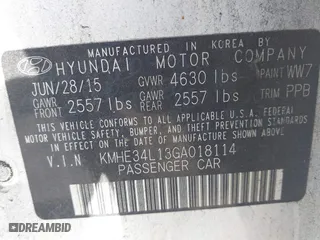 MANUFACTURED IN KOREA BY
HYUNDAI MOTOR COMPANY
JUN/28/15 GVWR 4630 lbs PAINT WW7
GAWR FRONT 2557 lbs GAWR REAR 2557 lbs TRIM PPB
THIS VEHICLE CONFORMS TO ALL APPLICABLE U.S.A. FEDERAL
MOTOR VEHICLE SAFETY, BUMPER, AND THEFT PREVENTION
STANDARDS IN EFFECT ON THE DATE OF MANUFACTURE SHOWN ABOVE.
V.I.N KMHE34L13GA018114
PASSENGER CAR
DEALERSHIP CARS